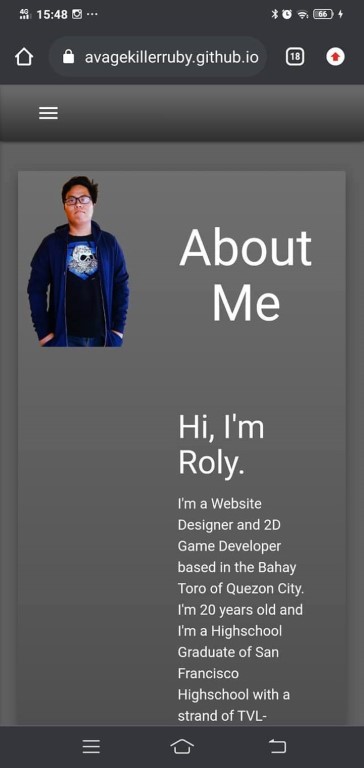 4G 15:48 ···
66
avagekillerruby.github.io
18
About
Me
Hi, I'm
Roly.
I'm a Website
Designer and 2D
Game Developer
based in the Bahay
Toro of Quezon City.
I'm 20 years old and
I'm a Highschool
Graduate of San
Francisco
Highschool with a
strand of TVL-